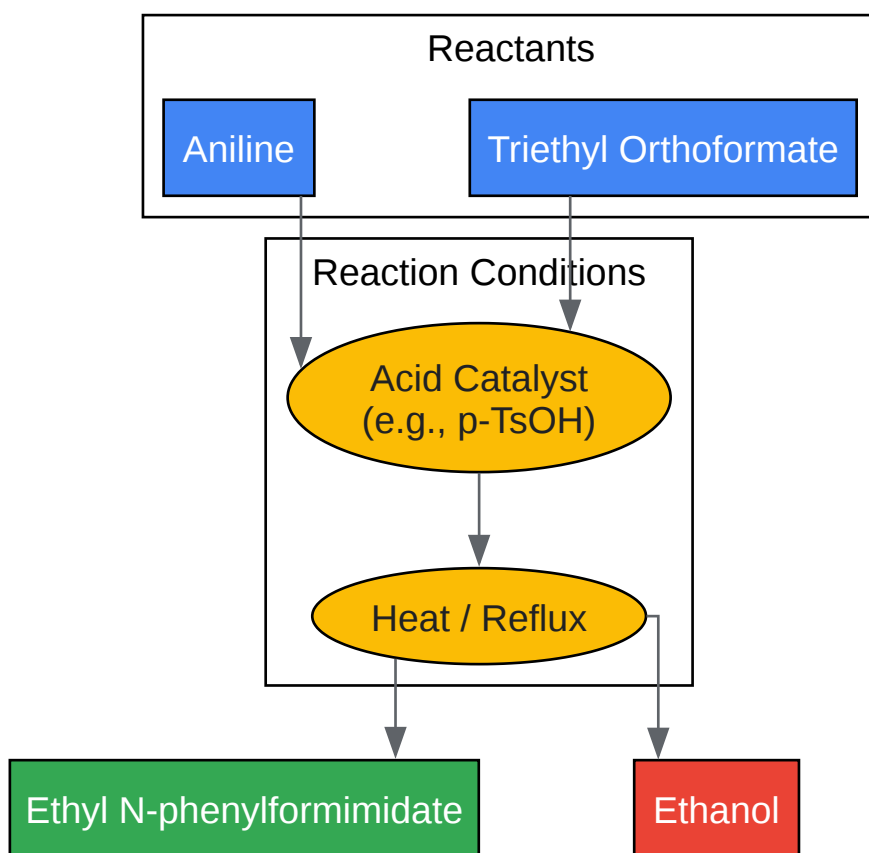 Reactants
Aniline
Triethyl Orthoformate
Reaction Conditions
Acid Catalyst
(e.g., p-TsOH)
Heat / Reflux
Ethyl N-phenylformimidate
Ethanol